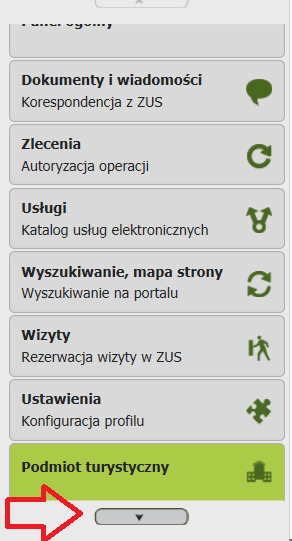 Panel ogólny
Dokumenty i wiadomości
Korespondencja z ZUS
Zlecenia
Autoryzacja operacji
Usługi
Katalog usług elektronicznych
Wyszukiwanie, mapa strony
Wyszukiwanie na portalu
Wizyty
Rezerwacja wizyty w ZUS
Ustawienia
Konfiguracja profilu
Podmiot turystyczny